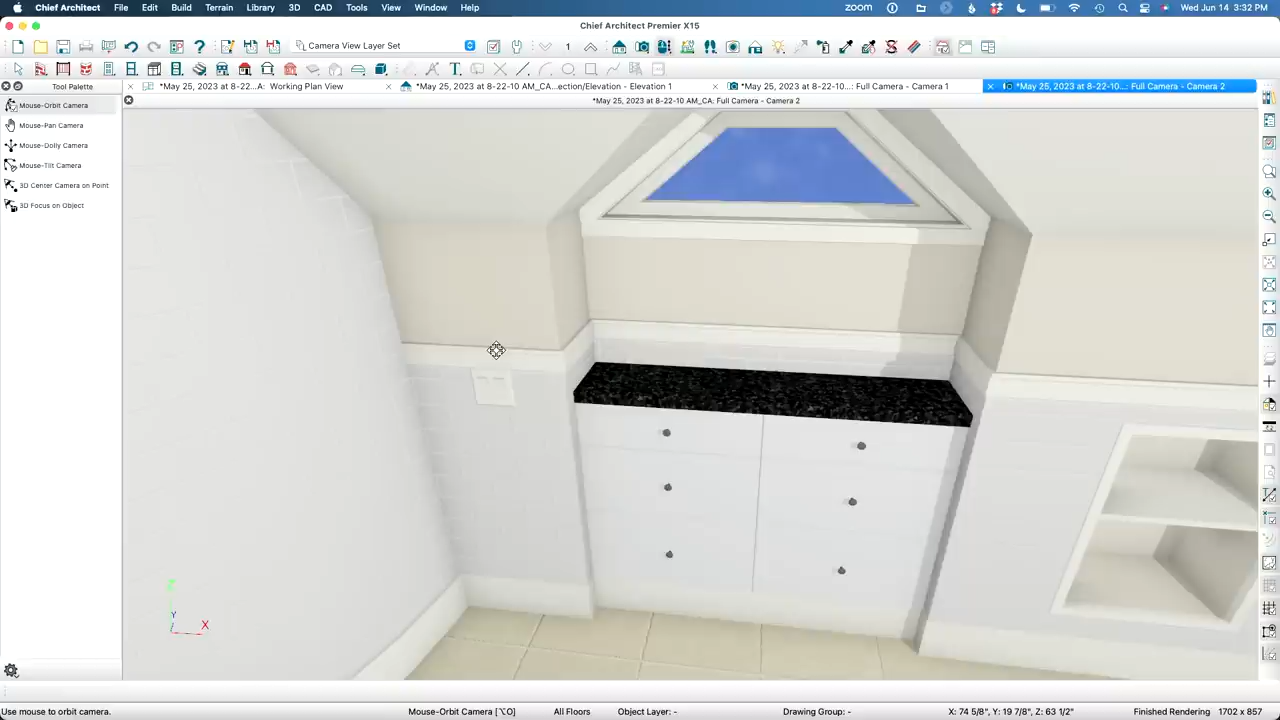 Chief Architect File Edit Build Terrain Library 3D CAD Tools View Window Help zoom Wed Jun 14 3:32 PM
Chief Architect Premier X15
Camera View Layer Set 1
Tool Palette
*May 25, 2023 at 8-22...A: Working Plan View
*May 25, 2023 at 8-22-10 AM_CA...ection/Elevation - Elevation 1
*May 25, 2023 at 8-22-10...: Full Camera - Camera 1
*May 25, 2023 at 8-22-10...: Full Camera - Camera 2
*May 25, 2023 at 8-22-10 AM_CA: Full Camera - Camera 2
Mouse-Orbit Camera
Mouse-Pan Camera
Mouse-Dolly Camera
Mouse-Tilt Camera
3D Center Camera on Point
3D Focus on Object
Y
X
Use mouse to orbit camera. Mouse-Orbit Camera [⌥O] All Floors Object Layer: - Drawing Group: - X: 74 5/8", Y: 19 7/8", Z: 63 1/2" Finished Rendering 1702 x 857